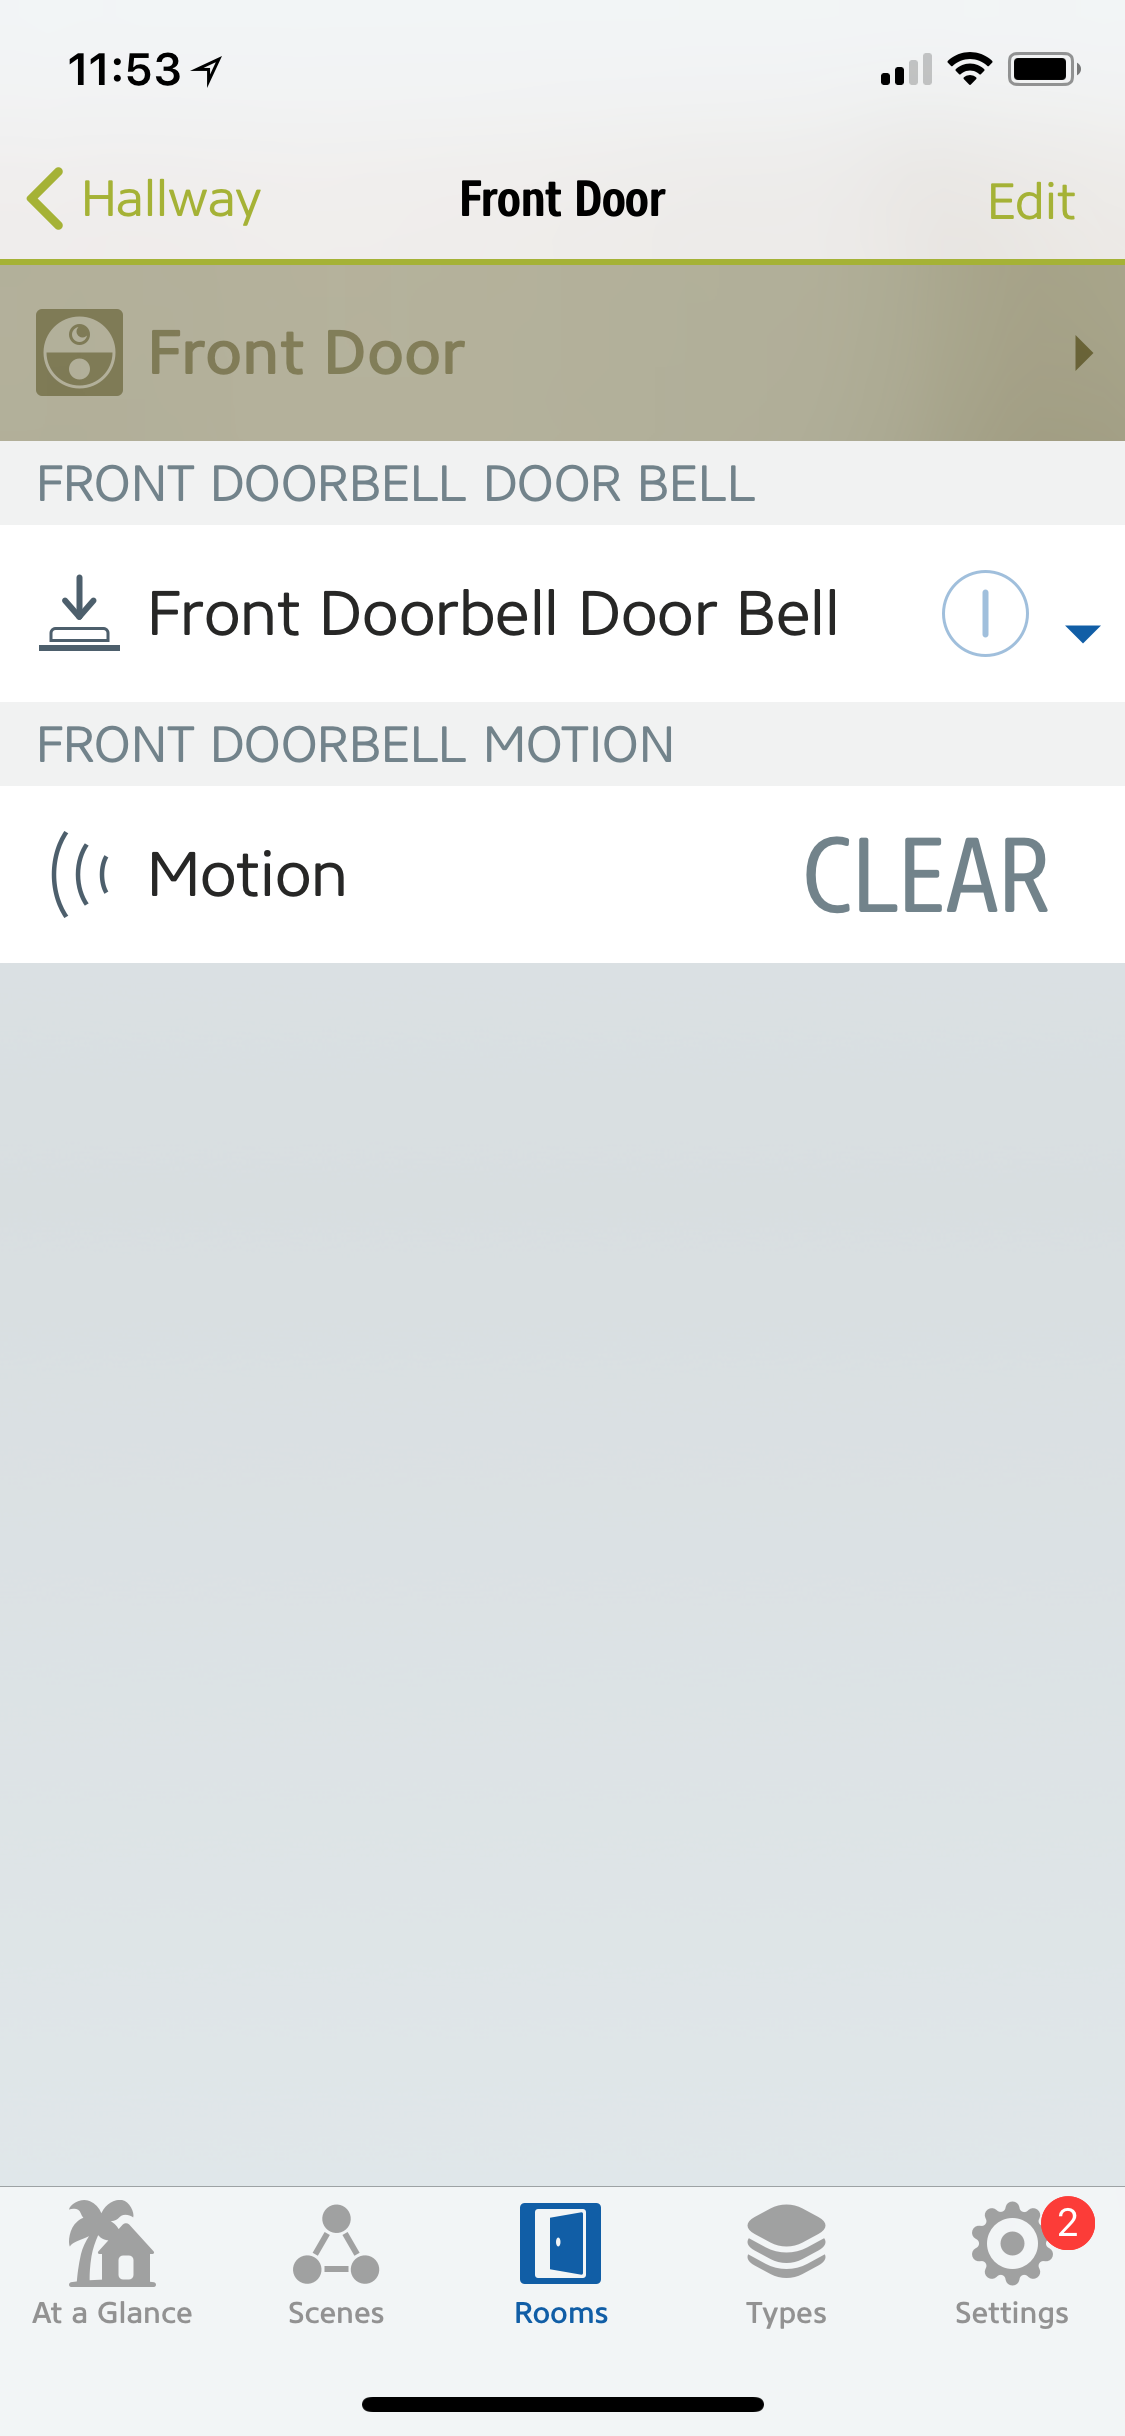 11:53
Hallway
Front Door
Edit
Front Door
FRONT DOORBELL DOOR BELL
Front Doorbell Door Bell
FRONT DOORBELL MOTION
Motion
CLEAR
2
At a Glance
Scenes
Rooms
Types
Settings